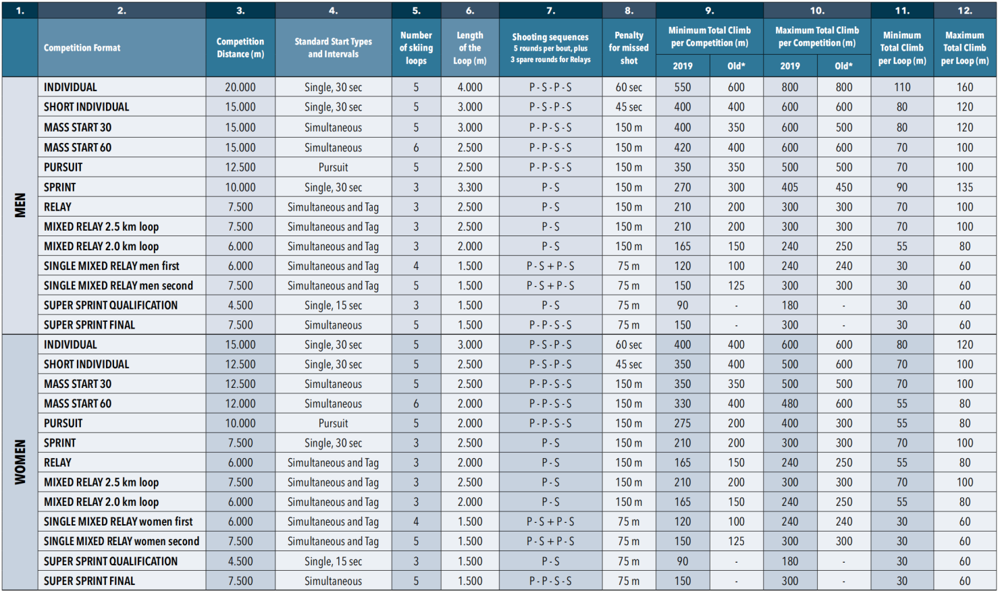 1. 2. 3. 4. 5. 6. 7. 8. 9. 10. 11. 12.
Competition Format
Competition
Distance (m)
Standard Start Types
and Intervals
Number
of skiing
loops
Length
of the
Loop (m)
Shooting sequences
5 rounds per bout, plus
3 spare rounds for Relays
Penalty
for missed
shot
Minimum Total Climb
per Competition (m)
2019 Old*
Maximum Total Climb
per Competition (m)
2019 Old*
Minimum
Total Climb
per Loop (m)
Maximum
Total Climb
per Loop (m)
MEN
INDIVIDUAL 20.000 Single, 30 sec 5 4.000 P - S - P - S 60 sec 550 600 800 800 110 160
SHORT INDIVIDUAL 15.000 Single, 30 sec 5 3.000 P - S - P - S 45 sec 400 400 600 600 80 120
MASS START 30 15.000 Simultaneous 5 3.000 P - P - S - S 150 m 400 350 600 500 80 120
MASS START 60 15.000 Simultaneous 6 2.500 P - P - S - S 150 m 420 400 600 600 70 100
PURSUIT 12.500 Pursuit 5 2.500 P - P - S - S 150 m 350 350 500 500 70 100
SPRINT 10.000 Single, 30 sec 3 3.300 P - S 150 m 270 300 405 450 90 135
RELAY 7.500 Simultaneous and Tag 3 2.500 P - S 150 m 210 200 300 300 70 100
MIXED RELAY 2.5 km loop 7.500 Simultaneous and Tag 3 2.500 P - S 150 m 210 200 300 300 70 100
MIXED RELAY 2.0 km loop 6.000 Simultaneous and Tag 3 2.000 P - S 150 m 165 150 240 250 55 80
SINGLE MIXED RELAY men first 6.000 Simultaneous and Tag 4 1.500 P - S + P - S 75 m 120 100 240 240 30 60
SINGLE MIXED RELAY men second 7.500 Simultaneous and Tag 5 1.500 P - S + P - S 75 m 150 125 300 300 30 60
SUPER SPRINT QUALIFICATION 4.500 Single, 15 sec 3 1.500 P - S 75 m 90 - 180 - 30 60
SUPER SPRINT FINAL 7.500 Simultaneous 5 1.500 P - P - S - S 75 m 150 - 300 - 30 60
WOMEN
INDIVIDUAL 15.000 Single, 30 sec 5 3.000 P - S - P - S 60 sec 400 400 600 600 80 120
SHORT INDIVIDUAL 12.500 Single, 30 sec 5 2.500 P - S - P - S 45 sec 350 400 500 600 70 100
MASS START 30 12.500 Simultaneous 5 2.500 P - P - S - S 150 m 350 350 500 500 70 100
MASS START 60 12.000 Simultaneous 6 2.000 P - P - S - S 150 m 330 400 480 600 55 80
PURSUIT 10.000 Pursuit 5 2.000 P - P - S - S 150 m 275 200 400 300 55 80
SPRINT 7.500 Single, 30 sec 3 2.500 P - S 150 m 210 200 300 300 70 100
RELAY 6.000 Simultaneous and Tag 3 2.000 P - S 150 m 165 150 240 250 55 80
MIXED RELAY 2.5 km loop 7.500 Simultaneous and Tag 3 2.500 P - S 150 m 210 200 300 300 70 100
MIXED RELAY 2.0 km loop 6.000 Simultaneous and Tag 3 2.000 P - S 150 m 165 150 240 250 55 80
SINGLE MIXED RELAY women first 6.000 Simultaneous and Tag 4 1.500 P - S + P - S 75 m 120 100 240 240 30 60
SINGLE MIXED RELAY women second 7.500 Simultaneous and Tag 5 1.500 P - S + P - S 75 m 150 125 300 300 30 60
SUPER SPRINT QUALIFICATION 4.500 Single, 15 sec 3 1.500 P - S 75 m 90 - 180 - 30 60
SUPER SPRINT FINAL 7.500 Simultaneous 5 1.500 P - P - S - S 75 m 150 - 300 - 30 60